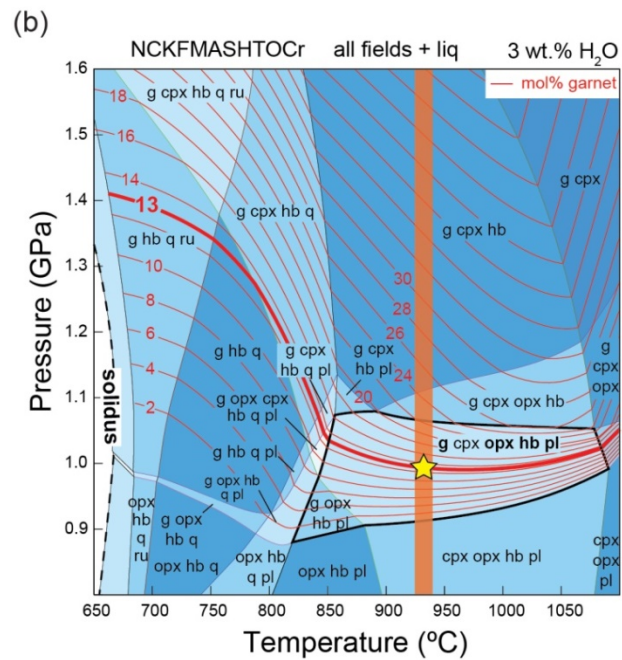 (b)
NCKFMASHTOCr all fields + liq 3 wt.% H₂O
— mol% garnet
Pressure (GPa)
1.6
1.5
1.4
1.3
1.2
1.1
1.0
0.9
18
16
14
13
10
8
6
4
2
30
28
26
24
20
g cpx hb q ru
g cpx
g cpx hb q
g cpx hb
g hb q ru
g hb q
g cpx
hb q pl
g cpx
hb pl
g cpx opx hb
g
cpx
opx
g opx cpx
hb q pl
g cpx opx hb pl
g hb q pl
solidus
g opx hb
q pl
g opx
hb pl
opx
hb
q
ru
g opx
hb q
opx hb q
opx hb
q pl
opx hb pl
cpx opx hb pl
cpx
opx
pl
650 700 750 800 850 900 950 1000 1050
Temperature (ºC)